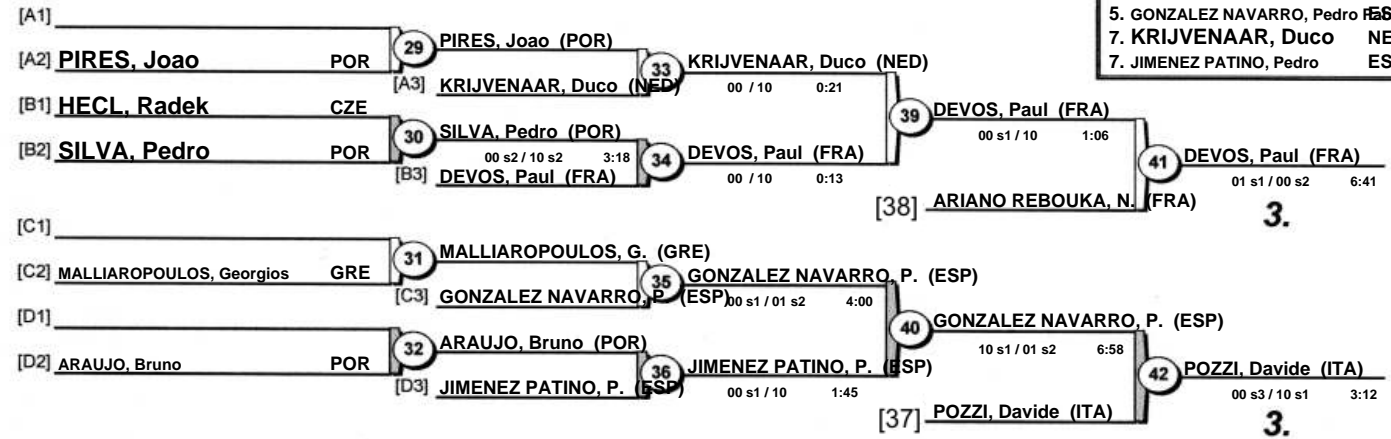 5. GONZALEZ NAVARRO, Pedro ES
7. KRIJVENAAR, Duco NE
7. JIMENEZ PATINO, Pedro ES
[A1]
[A2] PIRES, Joao POR
29 PIRES, Joao (POR)
[A3] KRIJVENAAR, Duco (NED)
33 KRIJVENAAR, Duco (NED)
00 / 10 0:21
[B1] HECL, Radek CZE
[B2] SILVA, Pedro POR
30 SILVA, Pedro (POR)
00 s2 / 10 s2 3:18
[B3] DEVOS, Paul (FRA)
34 DEVOS, Paul (FRA)
00 / 10 0:13
39 DEVOS, Paul (FRA)
00 s1 / 10 1:06
[38] ARIANO REBOUKA, N. (FRA)
41 DEVOS, Paul (FRA)
01 s1 / 00 s2 6:41
3.
[C1]
[C2] MALLIAROPOULOS, Georgios GRE
31 MALLIAROPOULOS, G. (GRE)
[C3] GONZALEZ NAVARRO, P. (ESP)
35 GONZALEZ NAVARRO, P. (ESP)
00 s1 / 01 s2 4:00
[D1]
[D2] ARAUJO, Bruno POR
32 ARAUJO, Bruno (POR)
[D3] JIMENEZ PATINO, P. (ESP)
36 JIMENEZ PATINO, P. (ESP)
00 s1 / 10 1:45
40 GONZALEZ NAVARRO, P. (ESP)
10 s1 / 01 s2 6:58
[37] POZZI, Davide (ITA)
42 POZZI, Davide (ITA)
00 s3 / 10 s1 3:12
3.